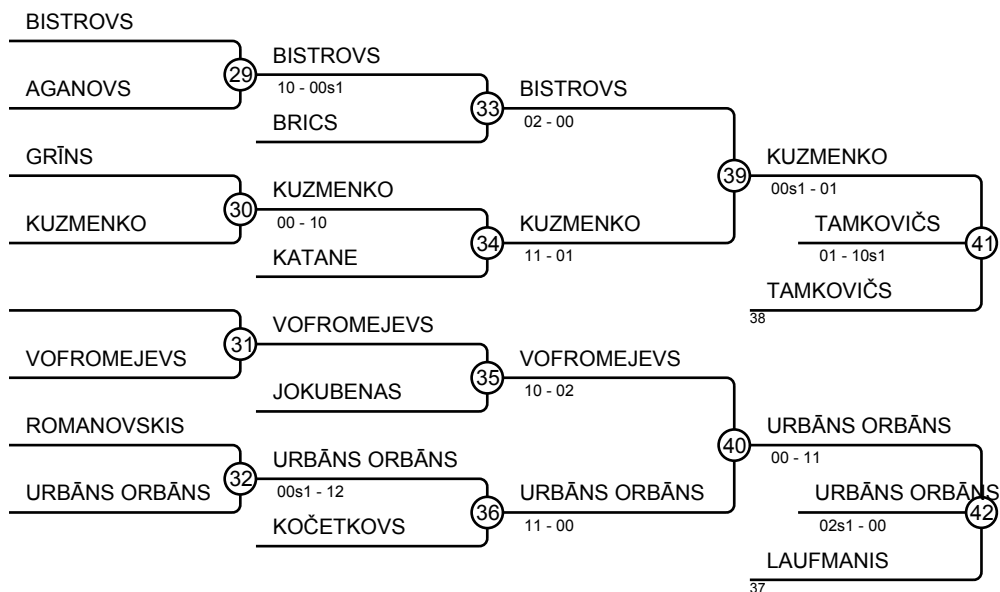 BISTROVS
29
BISTROVS
10 - 00s1
AGANOVS
33
BISTROVS
02 - 00
BRICS
GRĪNS
39
KUZMENKO
00s1 - 01
30
KUZMENKO
00 - 10
KUZMENKO
34
KUZMENKO
11 - 01
TAMKOVIČS
01 - 10s1
41
KATANE
TAMKOVIČS
38
31
VOFROMEJEVS
VOFROMEJEVS
35
VOFROMEJEVS
10 - 02
JOKUBENAS
ROMANOVSKIS
40
URBĀNS ORBĀNS
00 - 11
32
URBĀNS ORBĀNS
00s1 - 12
URBĀNS ORBĀNS
36
URBĀNS ORBĀNS
11 - 00
URBĀNS ORBĀNS
02s1 - 00
42
KOČETKOVS
LAUFMANIS
37